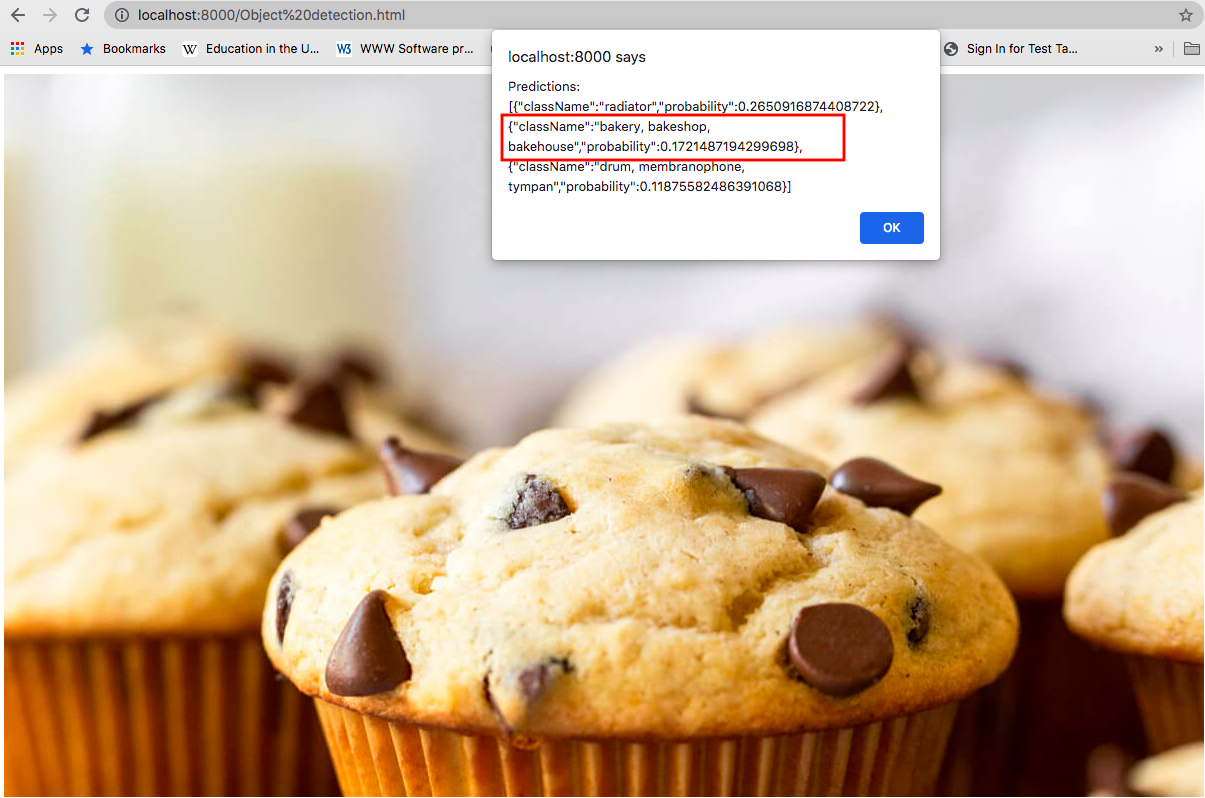 localhost:8000/Object%20detection.html
Apps Bookmarks W Education in the U... W3 WWW Software pr... Sign In for Test Ta... »
localhost:8000 says
Predictions:
[{"className":"radiator","probability":0.2650916874408722},
{"className":"bakery, bakeshop,
bakehouse","probability":0.1721487194299698},
{"className":"drum, membranophone,
tympan","probability":0.11875582486391068}]
OK